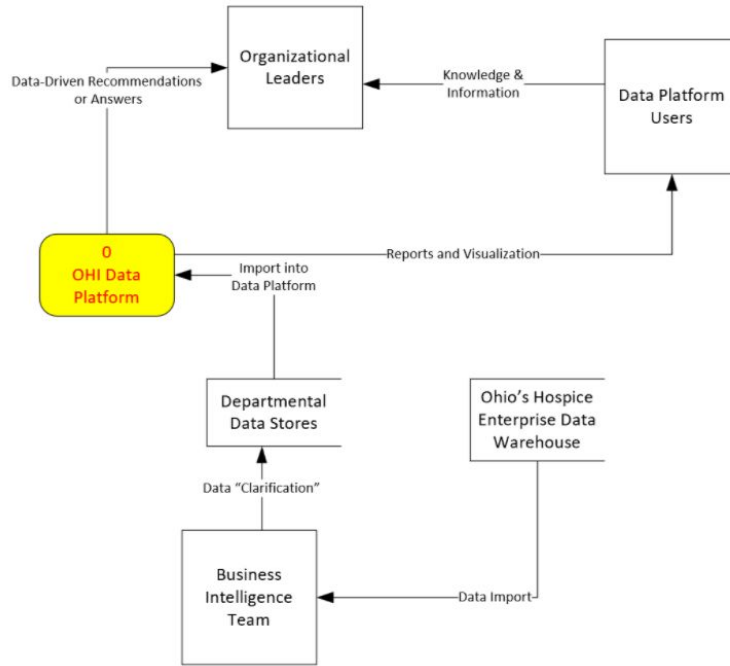 Organizational
Leaders
Data-Driven Recommendations
or Answers
Knowledge &
Information
Data Platform
Users
0
OHI Data
Platform
Reports and Visualization
Import into
Data Platform
Departmental
Data Stores
Ohio's Hospice
Enterprise Data
Warehouse
Data “Clarification”
Business
Intelligence
Team
Data Import